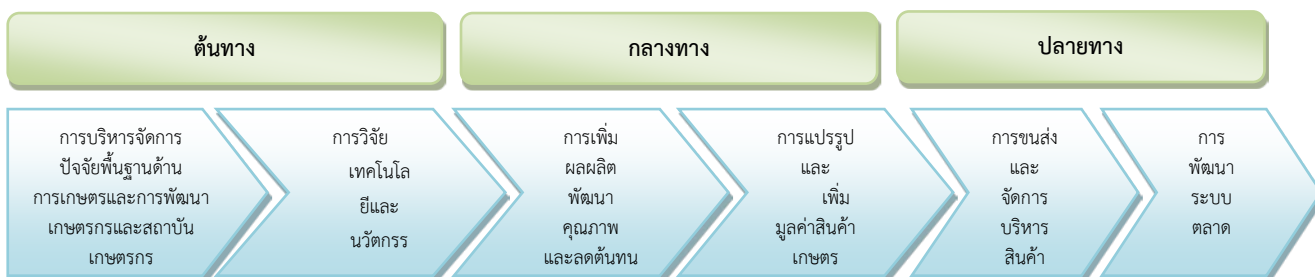 ต้นทาง
กลางทาง
ปลายทาง
การบริหารจัดการ
ปัจจัยพื้นฐานด้าน
การเกษตรและการพัฒนา
เกษตรกรและสถาบัน
เกษตรกร
การวิจัย
เทคโนโล
ยีและ
นวัตกรร
การเพิ่ม
ผลผลิต
พัฒนา
คุณภาพ
และลดต้นทน
การแปรรูป
และ
เพิ่ม
มูลค่าสินค้า
เกษตร
การขนส่ง
และ
จัดการ
บริหาร
สินค้า
การ
พัฒนา
ระบบ
ตลาด